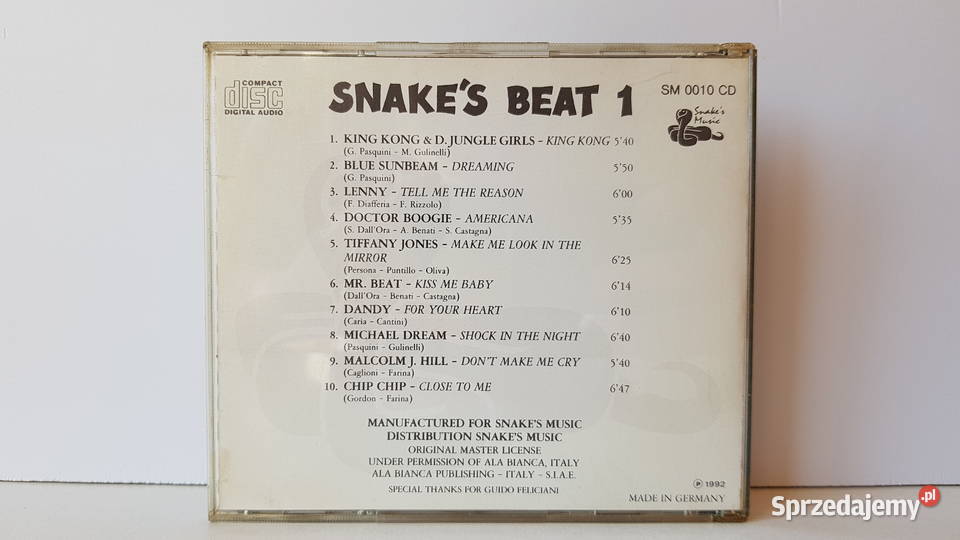 COMPACT
disc
DIGITAL AUDIO
SNAKE'S BEAT 1
SM 0010 CD
Snake's
Music
1. KING KONG & D. JUNGLE GIRLS – KING KONG 5'40
(G. Pasquini – M. Gulinelli)
2. BLUE SUNBEAM – DREAMING 5'50
(G. Pasquini)
3. LENNY – TELL ME THE REASON 6'00
(F. Diafferia – F. Rizzolo)
4. DOCTOR BOOGIE – AMERICANA 5'35
(S. Dall'Ora – A. Benati – S. Castagna)
5. TIFFANY JONES – MAKE ME LOOK IN THE
MIRROR 6'25
(Persona – Puntillo – Oliva)
6. MR. BEAT – KISS ME BABY 6'14
(Dall'Ora – Benati – Castagna)
7. DANDY – FOR YOUR HEART 6'10
(Caria – Cantini)
8. MICHAEL DREAM – SHOCK IN THE NIGHT 6'40
(Pasquini – Gulinelli)
9. MALCOLM J. HILL – DON'T MAKE ME CRY 5'40
(Caglioni – Farina)
10. CHIP CHIP – CLOSE TO ME 6'47
(Gordon – Farina)
MANUFACTURED FOR SNAKE'S MUSIC
DISTRIBUTION SNAKE'S MUSIC
ORIGINAL MASTER LICENSE
UNDER PERMISSION OF ALA BIANCA, ITALY
ALA BIANCA PUBLISHING – ITALY – S.I.A.E.
SPECIAL THANKS FOR GUIDO FELICIANI
℗ 1992
MADE IN GERMANY
Sprzedajemy.pl